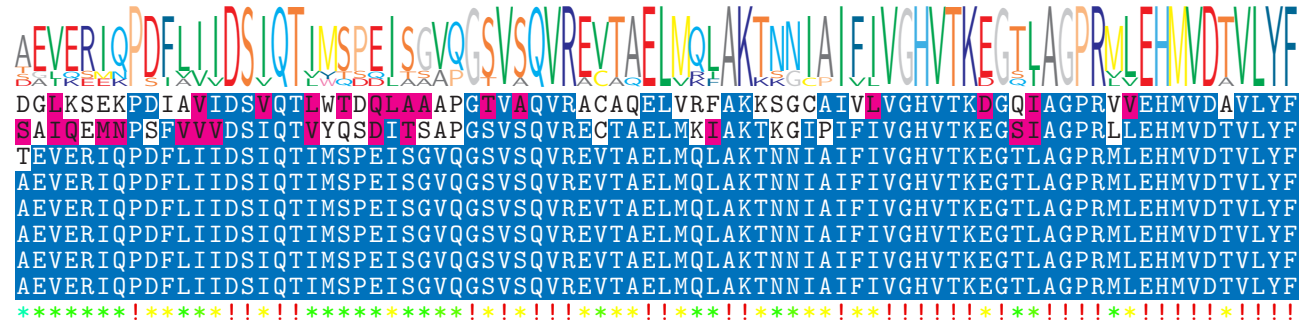 AEVERIQPDFLIIDSIQTIMSPEISGVQGSVSQVREVTAELMQLAKTNNIAIFIVGHVTKEGTLAGPRMLEHMVDTVLYF
DGLKSEKPDIAVIDSVQTLWTDQLAAAPGTVAQVRACAQELVRFAKKSGCAIVLVGHVTKDGQIAGPRVVEHMVDAVLYF
SAIQEMNPSFVVVDSIQTVYQSDITSAPGSVSQVRECTAELMKIAKTKGIPIFIVGHVTKEGSIAGPRLLEHMVDTVLYF
TEVERIQPDFLIIDSIQTIMSPEISGVQGSVSQVREVTAELMQLAKTNNIAIFIVGHVTKEGTLAGPRMLEHMVDTVLYF
AEVERIQPDFLIIDSIQTIMSPEISGVQGSVSQVREVTAELMQLAKTNNIAIFIVGHVTKEGTLAGPRMLEHMVDTVLYF
AEVERIQPDFLIIDSIQTIMSPEISGVQGSVSQVREVTAELMQLAKTNNIAIFIVGHVTKEGTLAGPRMLEHMVDTVLYF
AEVERIQPDFLIIDSIQTIMSPEISGVQGSVSQVREVTAELMQLAKTNNIAIFIVGHVTKEGTLAGPRMLEHMVDTVLYF
AEVERIQPDFLIIDSIQTIMSPEISGVQGSVSQVREVTAELMQLAKTNNIAIFIVGHVTKEGTLAGPRMLEHMVDTVLYF
AEVERIQPDFLIIDSIQTIMSPEISGVQGSVSQVREVTAELMQLAKTNNIAIFIVGHVTKEGTLAGPRMLEHMVDTVLYF
*******!*****!!*!!**********!*!*!!!****!!***!!*****!**!!!!!!*!**!!!!**!!!!!*!!!!